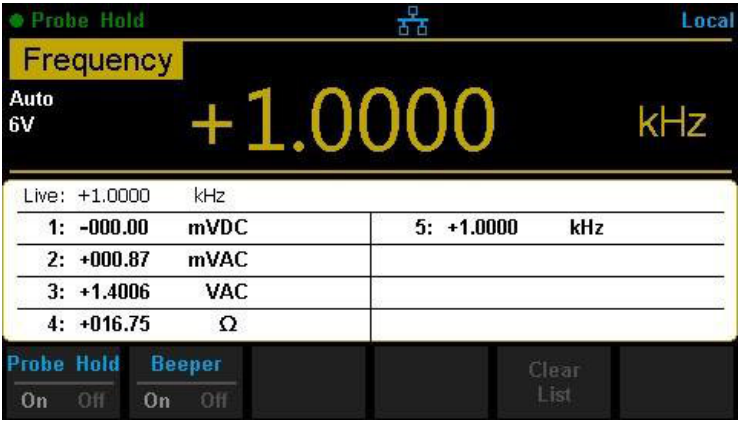 Probe Hold Local
Frequency
Auto
6V
+1.0000 kHz
Live: +1.0000 kHz
1: -000.00 mVDC 5: +1.0000 kHz
2: +000.87 mVAC
3: +1.4006 VAC
4: +016.75 Ω
Probe Hold Beeper Clear
List
On Off On Off